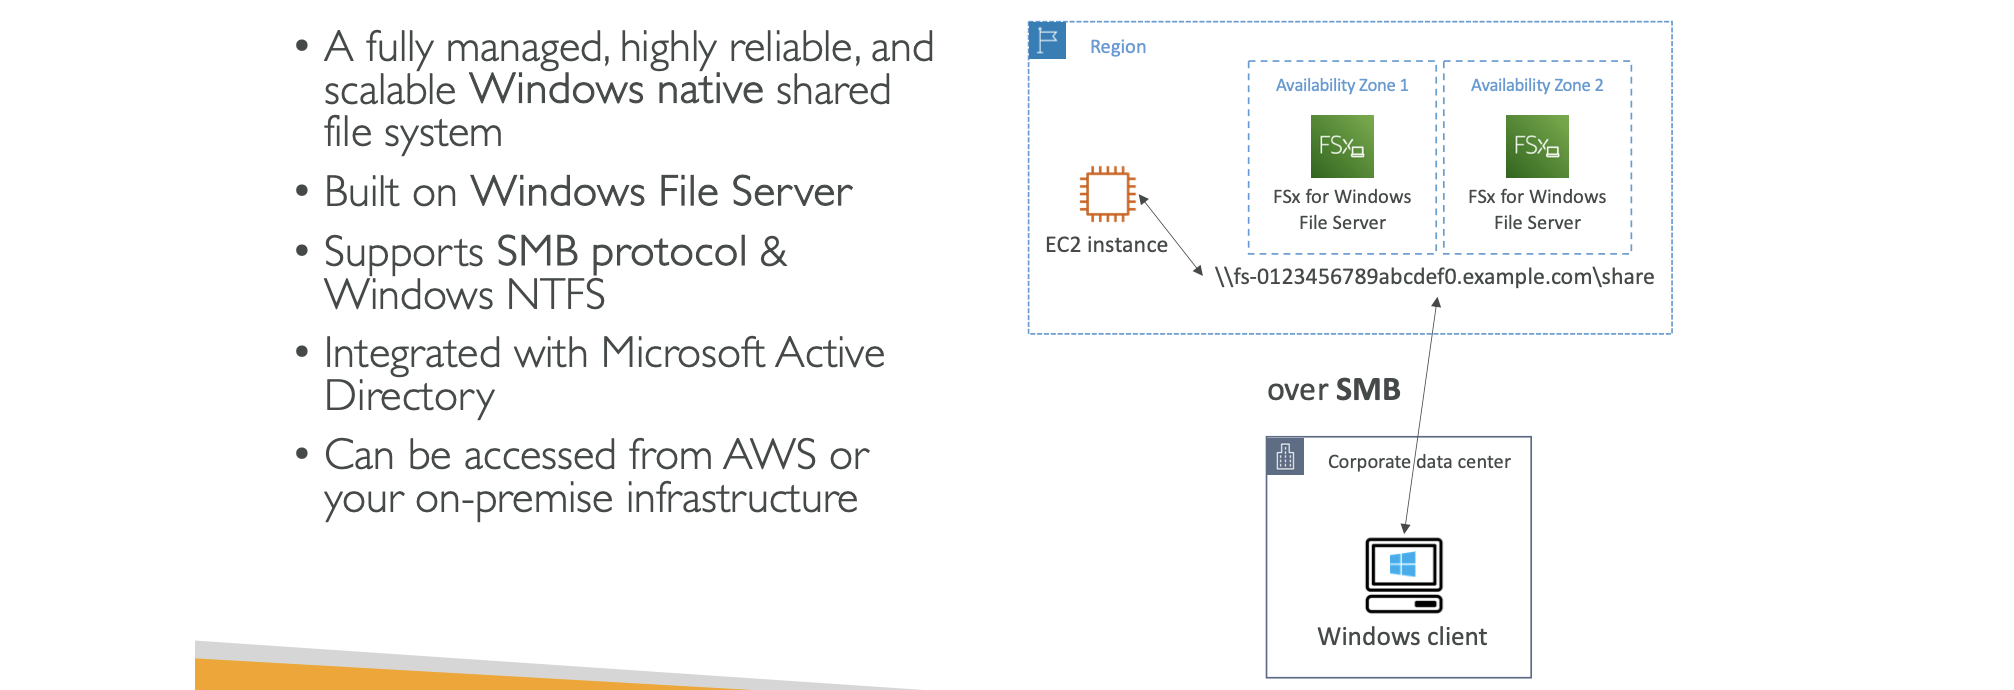 • A fully managed, highly reliable, and
scalable Windows native shared
file system
• Built on Windows File Server
• Supports SMB protocol &
Windows NTFS
• Integrated with Microsoft Active
Directory
• Can be accessed from AWS or
your on-premise infrastructure
Region
Availability Zone 1
Availability Zone 2
FSx
FSx
FSx for Windows
File Server
FSx for Windows
File Server
EC2 instance
\\fs-0123456789abcdef0.example.com\share
over SMB
Corporate data center
Windows client